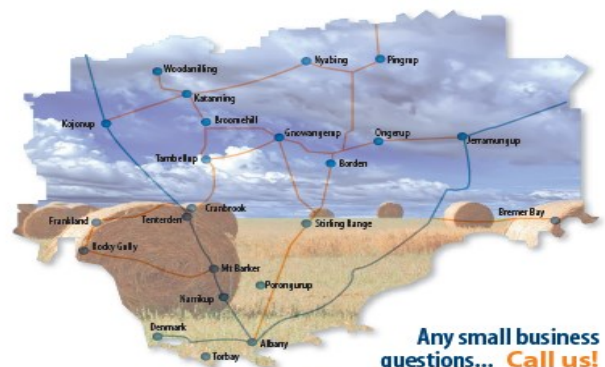 Nyabing
Pingrup
Woodanilling
Katanning
Broomehill
Kojonup
Gnowangerup
Ongerup
Jerramungup
Tambellup
Borden
Cranbrook
Frankland
Tenterden
Stirling Range
Bremer Bay
Rocky Gully
Mt Barker
Porongurup
Narrikup
Denmark
Albany
Torbay
Any small business
questions... Call us!